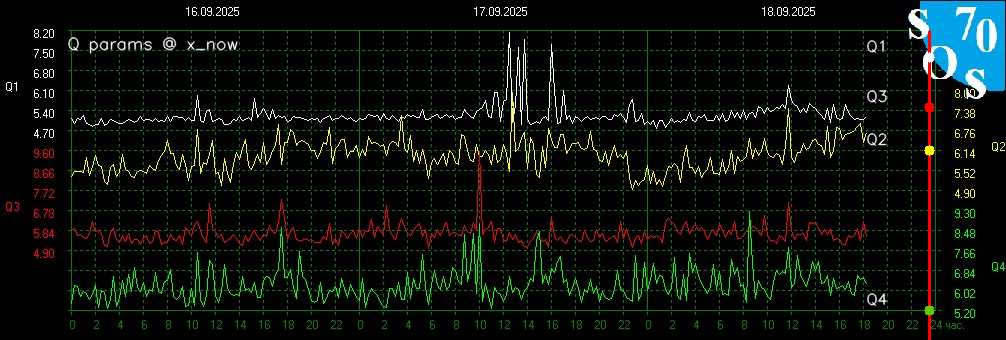 16.09.2025 17.09.2025 18.09.2025
Q params @ x_now
SOS 70
Q1
8.20
7.50
6.80
6.10
5.40
4.70
Q3
9.60
8.66
7.72
6.78
5.84
4.90
Q1
Q3
Q2
Q4
8.00
7.38
6.76
6.14
5.52
4.90
Q2
9.30
8.48
7.66
6.84
6.02
5.20
Q4
0 2 4 6 8 10 12 14 16 18 20 22 0 2 4 6 8 10 12 14 16 18 20 22 0 2 4 6 8 10 12 14 16 18 20 22 24 час.